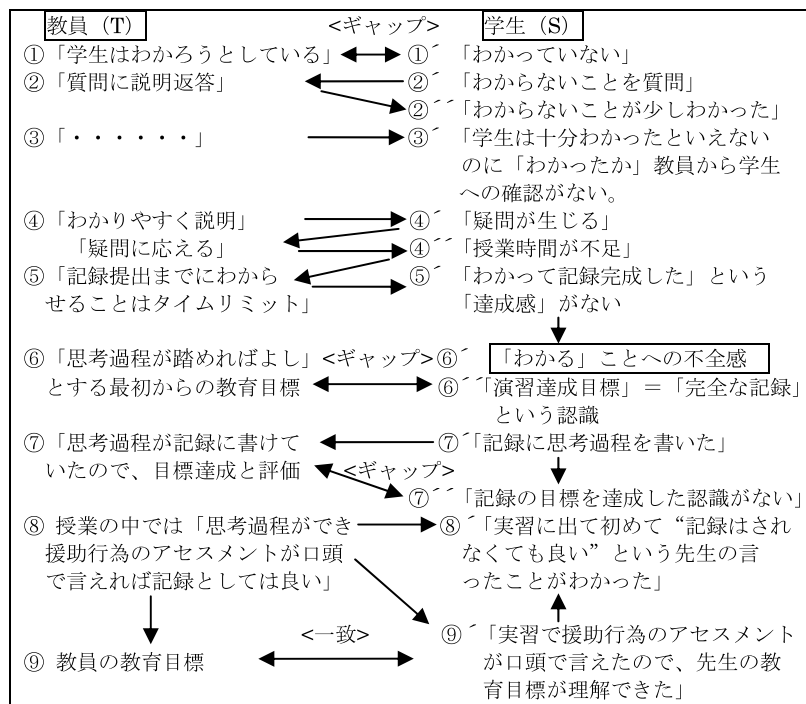 教員（T） <ギャップ> 学生（S）
①「学生はわかろうとしている」 ①´ 「わかっていない」
②「質問に説明返答」 ②´ 「わからないことを質問」
②´´「わからないことが少しわかった」
③「・・・・・・」 ③´ 「学生は十分わかったといえない
のに「わかったか」教員から学生
への確認がない。
④「わかりやすく説明」 ④´ 「疑問が生じる」
「疑問に応える」 ④´´「授業時間が不足」
⑤「記録提出までにわから ⑤´ 「わかって記録完成した」という
せることはタイムリミット」 「達成感」がない
⑥「思考過程が踏めればよし」<ギャップ>⑥´ 「わかる」ことへの不全感
とする最初からの教育目標 ⑥´´「演習達成目標」＝「完全な記録」
という認識
⑦「思考過程が記録に書けて ⑦´「記録に思考過程を書いた」
いたので、目標達成と評価 <ギャップ>
⑦´´「記録の目標を達成した認識がない」
⑧ 授業の中では「思考過程ができ ⑧´「実習に出て初めて“記録はされ
援助行為のアセスメントが口頭 なくても良い”という先生の言
で言えれば記録としては良い」 ったことがわかった」
<一致> ⑨´「実習で援助行為のアセスメント
⑨ 教員の教育目標 が口頭で言えたので、先生の教
育目標が理解できた」